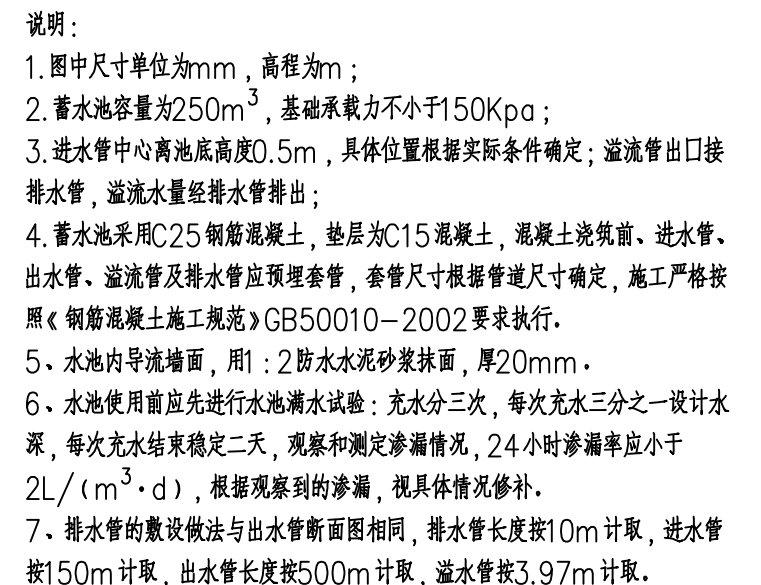 说明：
1.图中尺寸单位为mm，高程为m；
2.蓄水池容量为250m³，基础承载力不小于150Kpa；
3.进水管中心离池底高度0.5m，具体位置根据实际条件确定；溢流管出口接
排水管，溢流水量经排水管排出；
4.蓄水池采用C25钢筋混凝土，垫层为C15混凝土，混凝土浇筑前、进水管、
出水管、溢流管及排水管应预埋套管，套管尺寸根据管道尺寸确定，施工严格按
照《钢筋混凝土施工规范》GB50010-2002要求执行。
5、水池内导流墙面，用1：2防水水泥砂浆抹面，厚20mm．
6、水池使用前应先进行水池满水试验：充水分三次，每次充水三分之一设计水
深，每次充水结束稳定二天，观察和测定渗漏情况，24小时渗漏率应小于
2L/（m³·d），根据观察到的渗漏，视具体情况修补。
7、排水管的敷设做法与出水管断面图相同，排水管长度按10m计取，进水管
按150m计取，出水管长度按500m计取，溢水管按3.97m计取。